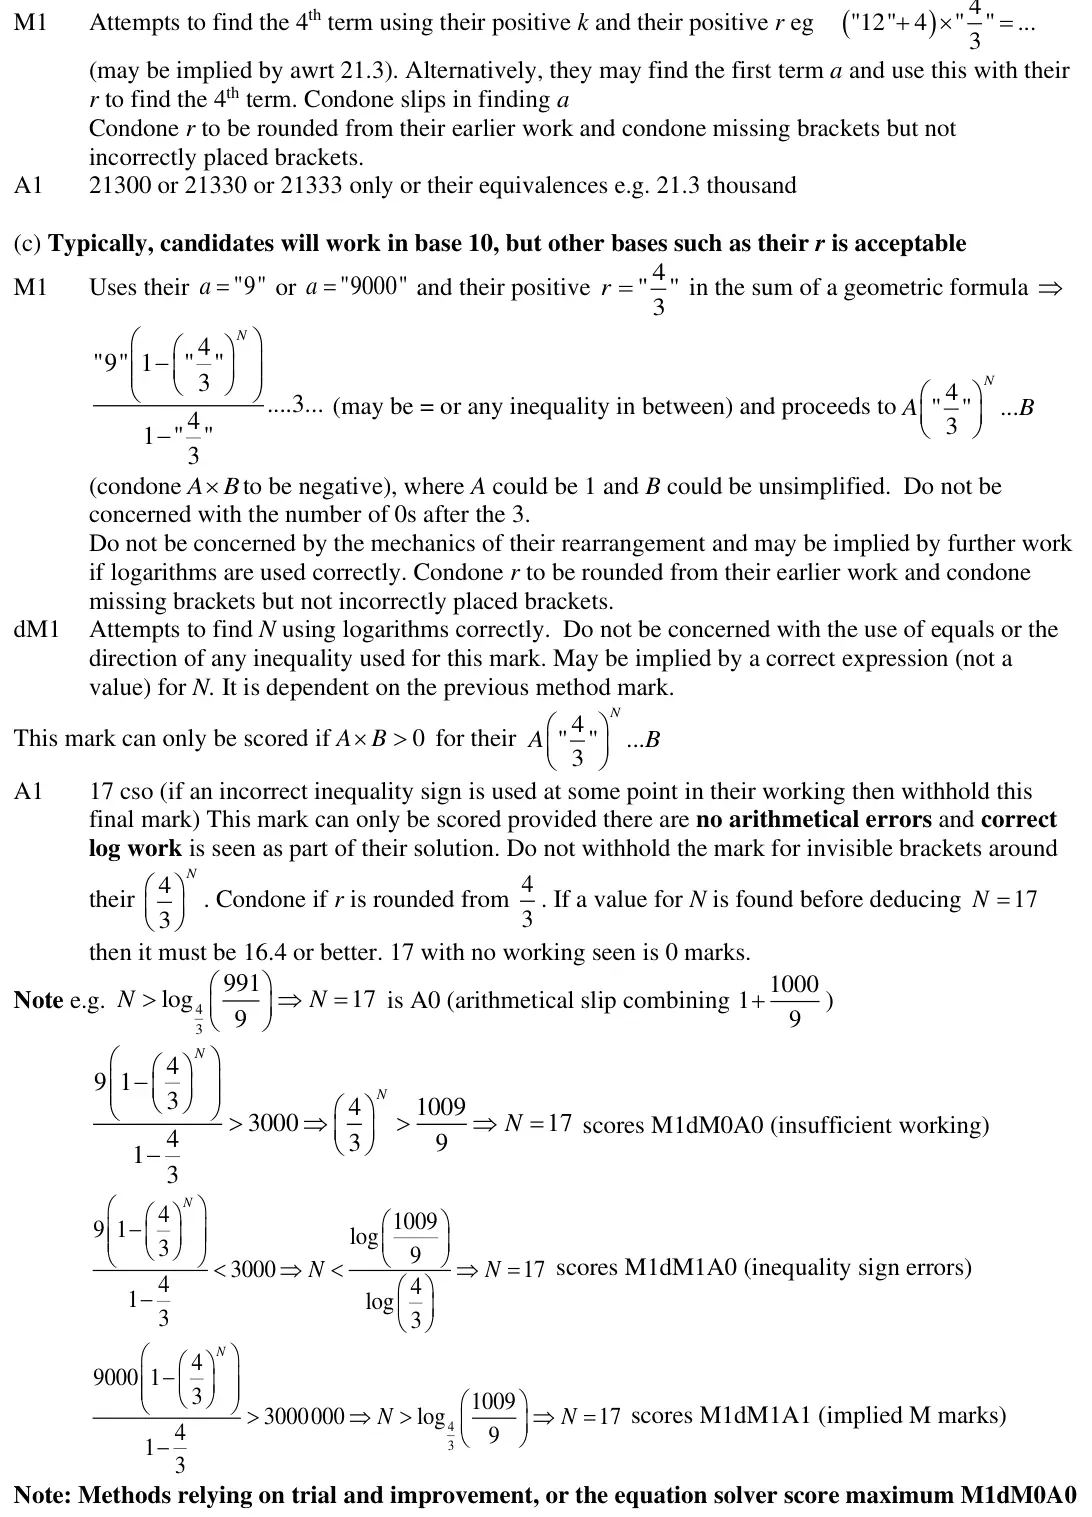 M1 Attempts to find the 4th term using their positive k and their positive r eg ("12"+4)×"4/3"=...
(may be implied by awrt 21.3). Alternatively, they may find the first term a and use this with their
r to find the 4th term. Condone slips in finding a
Condone r to be rounded from their earlier work and condone missing brackets but not
incorrectly placed brackets.
A1 21300 or 21330 or 21333 only or their equivalences e.g. 21.3 thousand
(c) Typically, candidates will work in base 10, but other bases such as their r is acceptable
M1 Uses their a = "9" or a = "9000" and their positive r = "4/3" in the sum of a geometric formula ⇒
"9"(1−("4/3")^N)/(1−"4/3")....3... (may be = or any inequality in between) and proceeds to A("4/3")^N ...B
(condone A×B to be negative), where A could be 1 and B could be unsimplified. Do not be
concerned with the number of 0s after the 3.
Do not be concerned by the mechanics of their rearrangement and may be implied by further work
if logarithms are used correctly. Condone r to be rounded from their earlier work and condone
missing brackets but not incorrectly placed brackets.
dM1 Attempts to find N using logarithms correctly. Do not be concerned with the use of equals or the
direction of any inequality used for this mark. May be implied by a correct expression (not a
value) for N. It is dependent on the previous method mark.
This mark can only be scored if A×B > 0 for their A("4/3")^N ...B
A1 17 cso (if an incorrect inequality sign is used at some point in their working then withhold this
final mark) This mark can only be scored provided there are no arithmetical errors and correct
log work is seen as part of their solution. Do not withhold the mark for invisible brackets around
their (4/3)^N . Condone if r is rounded from 4/3 . If a value for N is found before deducing N = 17
then it must be 16.4 or better. 17 with no working seen is 0 marks.
Note e.g. N > log_(4/3)(991/9) ⇒ N = 17 is A0 (arithmetical slip combining 1+1000/9 )
9(1−(4/3)^N)/(1−4/3) > 3000 ⇒ (4/3)^N > 1009/9 ⇒ N = 17 scores M1dM0A0 (insufficient working)
9(1−(4/3)^N)/(1−4/3) < 3000 ⇒ N < log(1009/9)/log(4/3) ⇒ N = 17 scores M1dM1A0 (inequality sign errors)
9000(1−(4/3)^N)/(1−4/3) > 3000000 ⇒ N > log_(4/3)(1009/9) ⇒ N = 17 scores M1dM1A1 (implied M marks)
Note: Methods relying on trial and improvement, or the equation solver score maximum M1dM0A0